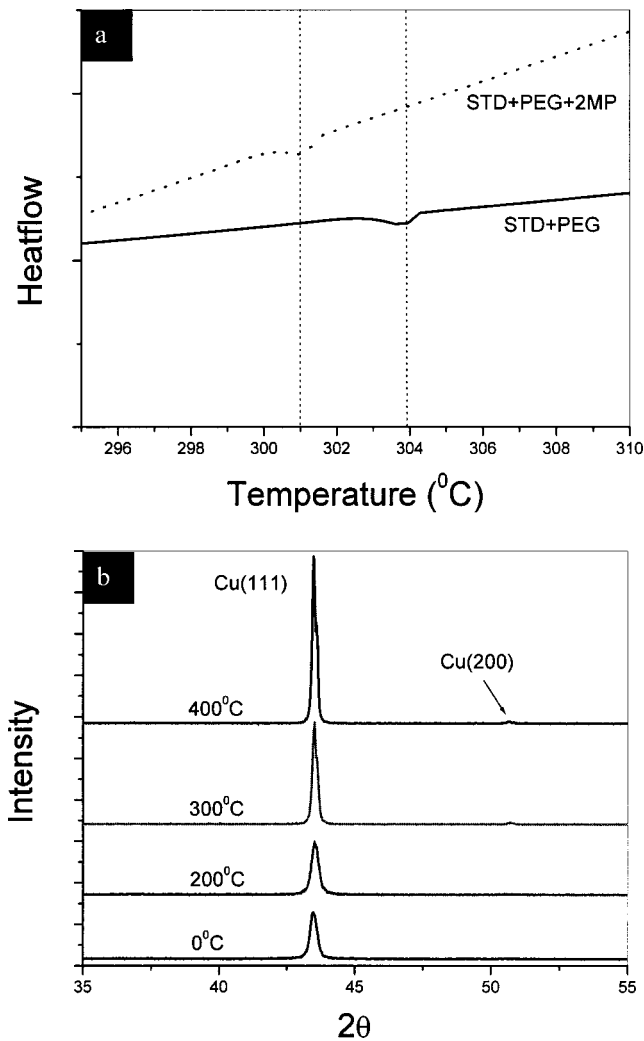 a
STD+PEG+2MP
STD+PEG
Heatflow
296 298 300 302 304 306 308 310
Temperature (⁰C)
b
Cu(111)
Cu(200)
400⁰C
300⁰C
200⁰C
0⁰C
Intensity
35 40 45 50 55
2θ